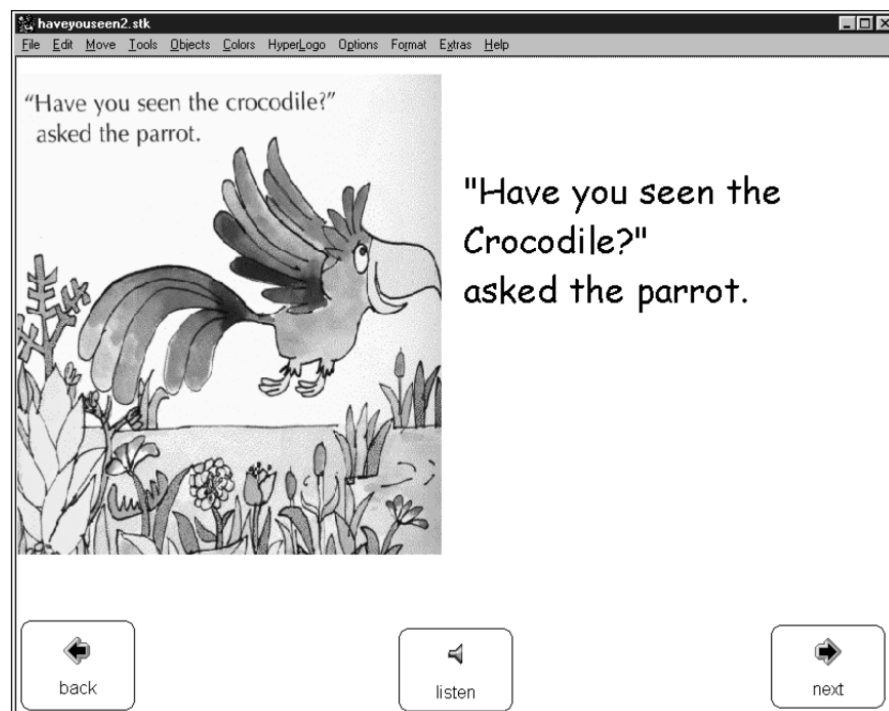 haveyouseen2.stk
File Edit Move Tools Objects Colors HyperLogo Options Format Extras Help
“Have you seen the crocodile?”
asked the parrot.
"Have you seen the
Crocodile?"
asked the parrot.
back
listen
next